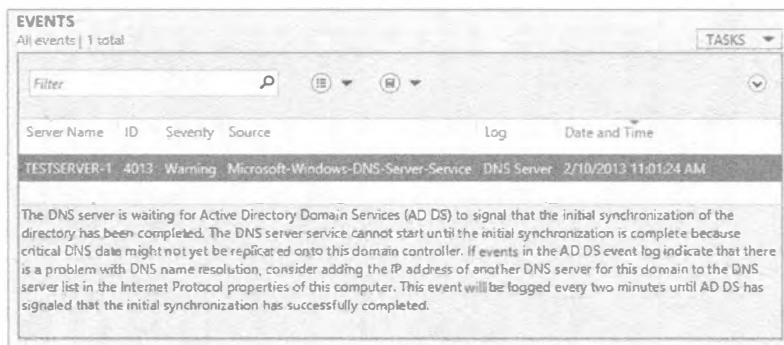 EVENTS
All events | 1 total
TASKS
Filter
Server Name ID Severity Source Log Date and Time
TESTSERVER-1 4013 Warning Microsoft-Windows-DNS-Server-Service DNS Server 2/10/2013 11:01:24 AM
The DNS server is waiting for Active Directory Domain Services (AD DS) to signal that the initial synchronization of the
directory has been completed. The DNS server service cannot start until the initial synchronization is complete because
critical DNS data might not yet be replicated onto this domain controller. If events in the AD DS event log indicate that there
is a problem with DNS name resolution, consider adding the IP address of another DNS server for this domain to the DNS
server list in the Internet Protocol properties of this computer. This event will be logged every two minutes until AD DS has
signaled that the initial synchronization has successfully completed.